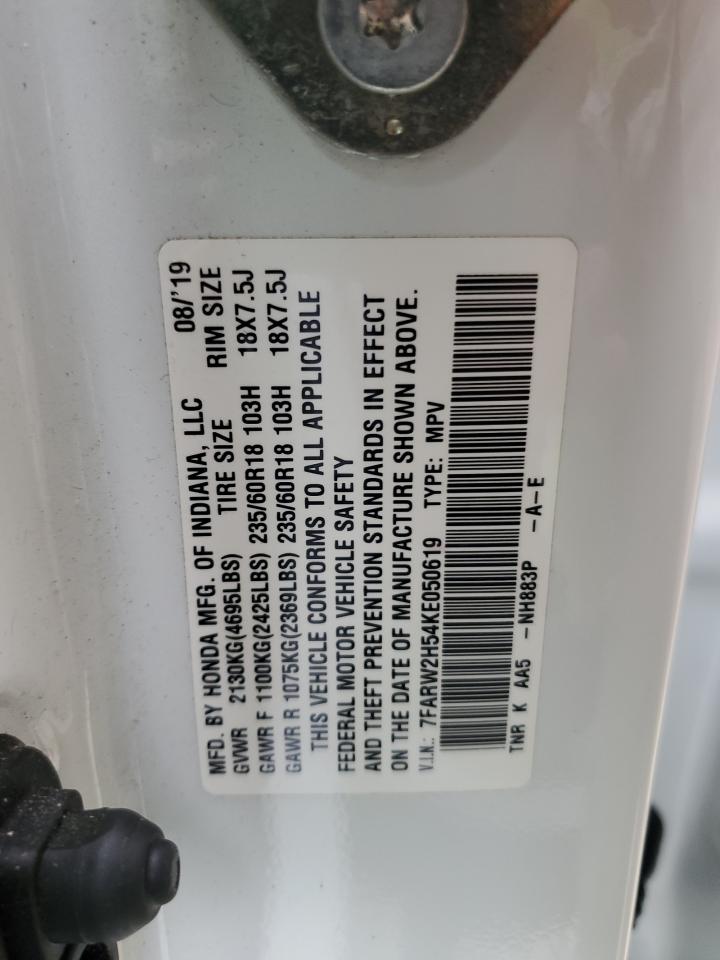 MFD. BY HONDA MFG. OF INDIANA, LLC 08/'19
GVWR 2130KG(4695LBS) TIRE SIZE RIM SIZE
GAWR F 1100KG(2425LBS) 235/60R18 103H 18X7.5J
GAWR R 1075KG(2369LBS) 235/60R18 103H 18X7.5J
THIS VEHICLE CONFORMS TO ALL APPLICABLE
FEDERAL MOTOR VEHICLE SAFETY
AND THEFT PREVENTION STANDARDS IN EFFECT
ON THE DATE OF MANUFACTURE SHOWN ABOVE.
V.I.N.: 7FARW2H54KE050619 TYPE: MPV
TNR K AA5 -NH883P -A-E